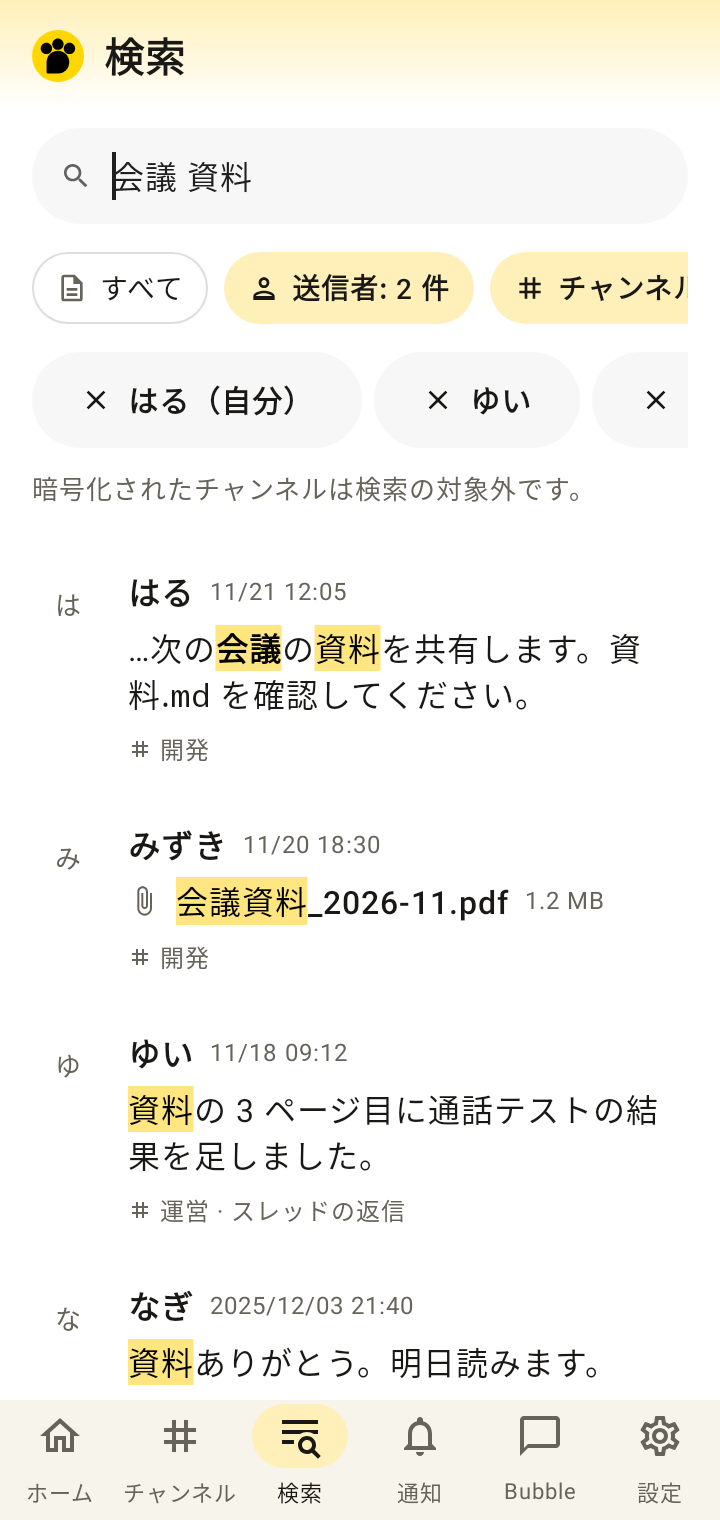 検索
会議 資料
すべて
送信者: 2 件
チャンネル
はる（自分）
ゆい
暗号化されたチャンネルは検索の対象外です。
は
はる 11/21 12:05
…次の会議の資料を共有します。資
料.md を確認してください。
# 開発
み
みずき 11/20 18:30
会議資料_2026-11.pdf 1.2 MB
# 開発
ゆ
ゆい 11/18 09:12
資料の 3 ページ目に通話テストの結
果を足しました。
# 運営 · スレッドの返信
な
なぎ 2025/12/03 21:40
資料ありがとう。明日読みます。
ホーム
チャンネル
検索
通知
Bubble
設定